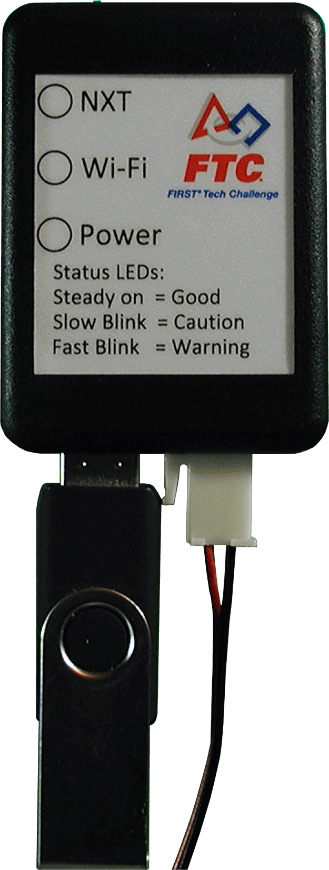 NXT
Wi-Fi
FTC
FIRST® Tech Challenge
Power
Status LEDs:
Steady on = Good
Slow Blink = Caution
Fast Blink = Warning